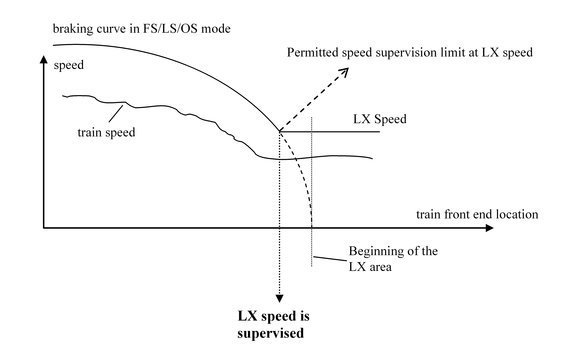 braking curve in FS/LS/OS mode
Permitted speed supervision limit at LX speed
speed
LX Speed
train speed
train front end location
Beginning of the
LX area
LX speed is
supervised